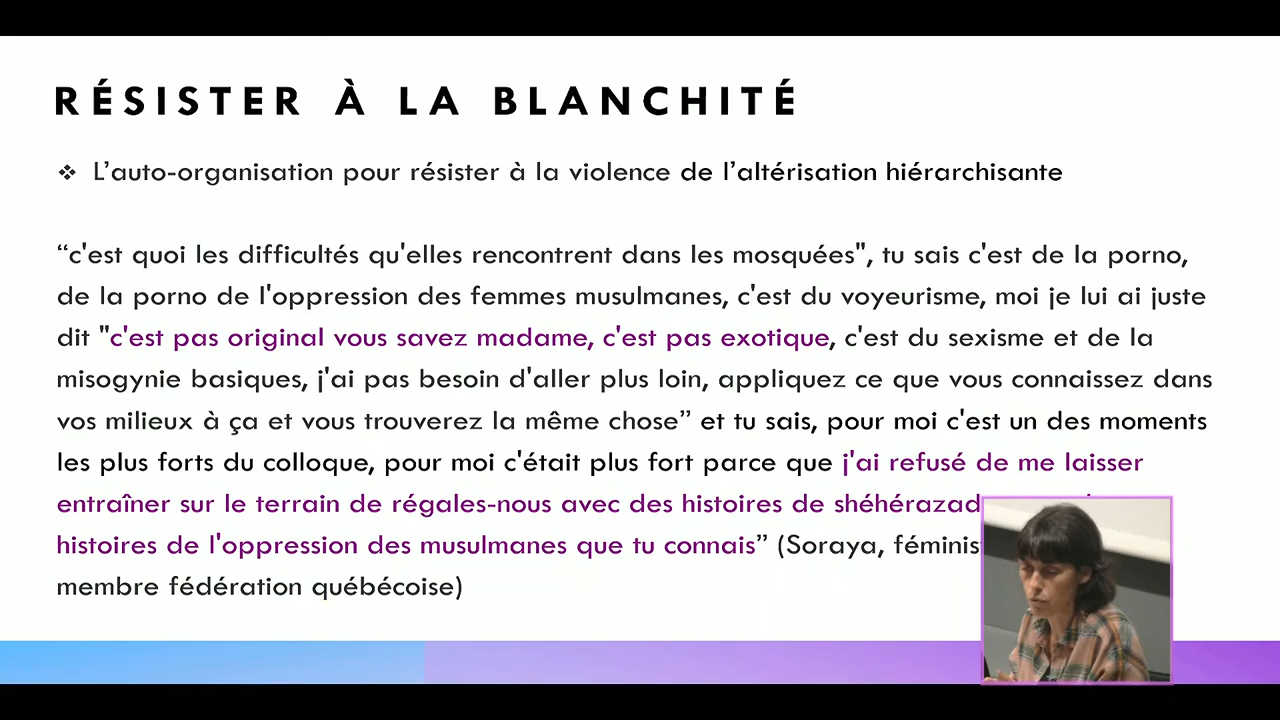 RÉSISTER À LA BLANCHITÉ
❖ L’auto-organisation pour résister à la violence de l’altérisation hiérarchisante
“c'est quoi les difficultés qu'elles rencontrent dans les mosquées", tu sais c'est de la porno,
de la porno de l'oppression des femmes musulmanes, c'est du voyeurisme, moi je lui ai juste
dit "c'est pas original vous savez madame, c'est pas exotique, c'est du sexisme et de la
misogynie basiques, j'ai pas besoin d'aller plus loin, appliquez ce que vous connaissez dans
vos milieux à ça et vous trouverez la même chose” et tu sais, pour moi c'est un des moments
les plus forts du colloque, pour moi c'était plus fort parce que j'ai refusé de me laisser
entraîner sur le terrain de régales-nous avec des histoires de
histoires de l'oppression des musulmanes que tu connais” (Soraya,
membre fédération québécoise)